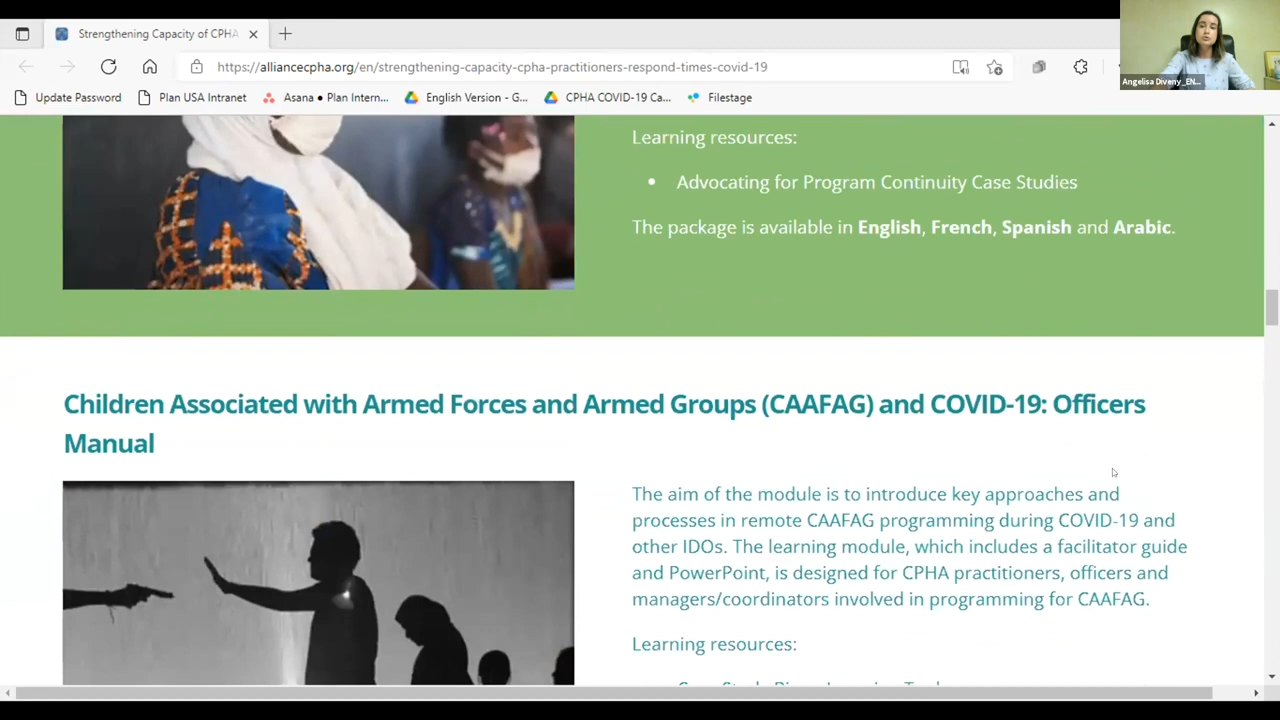 Strengthening Capacity of CPHA
https://alliancecpha.org/en/strengthening-capacity-cpha-practitioners-respond-times-covid-19
Angelisa Diveny_EN...
Update Password
Plan USA Intranet
Asana ● Plan Intern...
English Version - G...
CPHA COVID-19 Ca...
Filestage
Learning resources:
• Advocating for Program Continuity Case Studies
The package is available in English, French, Spanish and Arabic.
Children Associated with Armed Forces and Armed Groups (CAAFAG) and COVID-19: Officers
Manual
The aim of the module is to introduce key approaches and
processes in remote CAAFAG programming during COVID-19 and
other IDOs. The learning module, which includes a facilitator guide
and PowerPoint, is designed for CPHA practitioners, officers and
managers/coordinators involved in programming for CAAFAG.
Learning resources: